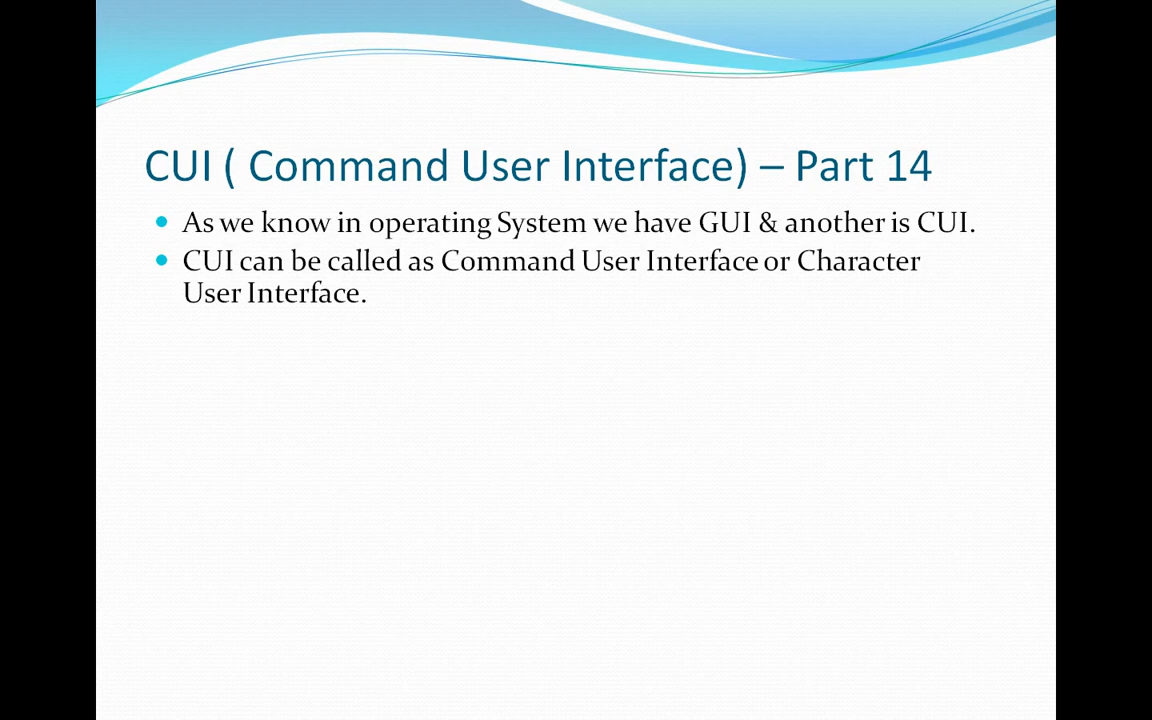 CUI ( Command User Interface) – Part 14
As we know in operating System we have GUI & another is CUI.
CUI can be called as Command User Interface or Character
User Interface.